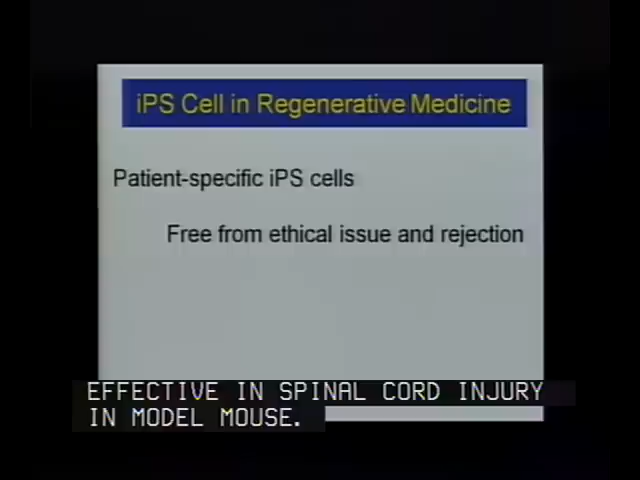 iPS Cell in Regenerative Medicine
Patient-specific iPS cells
Free from ethical issue and rejection
EFFECTIVE IN SPINAL CORD INJURY
IN MODEL MOUSE.